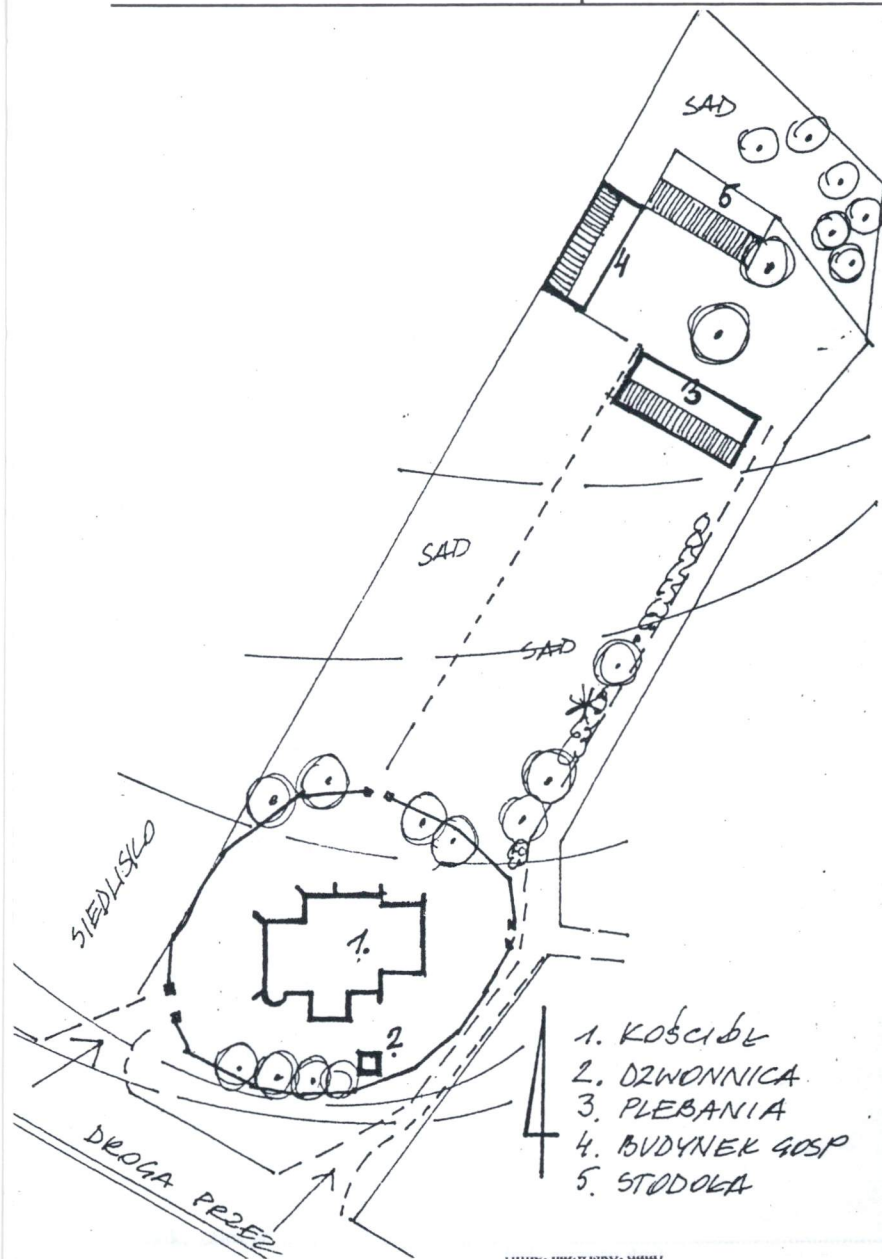 SAD
5
4
3
SAD
SAD
SIEDLISKO
1.
2
1. KOŚCIÓŁ
2. DZWONNICA
3. PLEBANIA
4. BUDYNEK GOSP
5. STODOŁA
DROGA PRZEZ